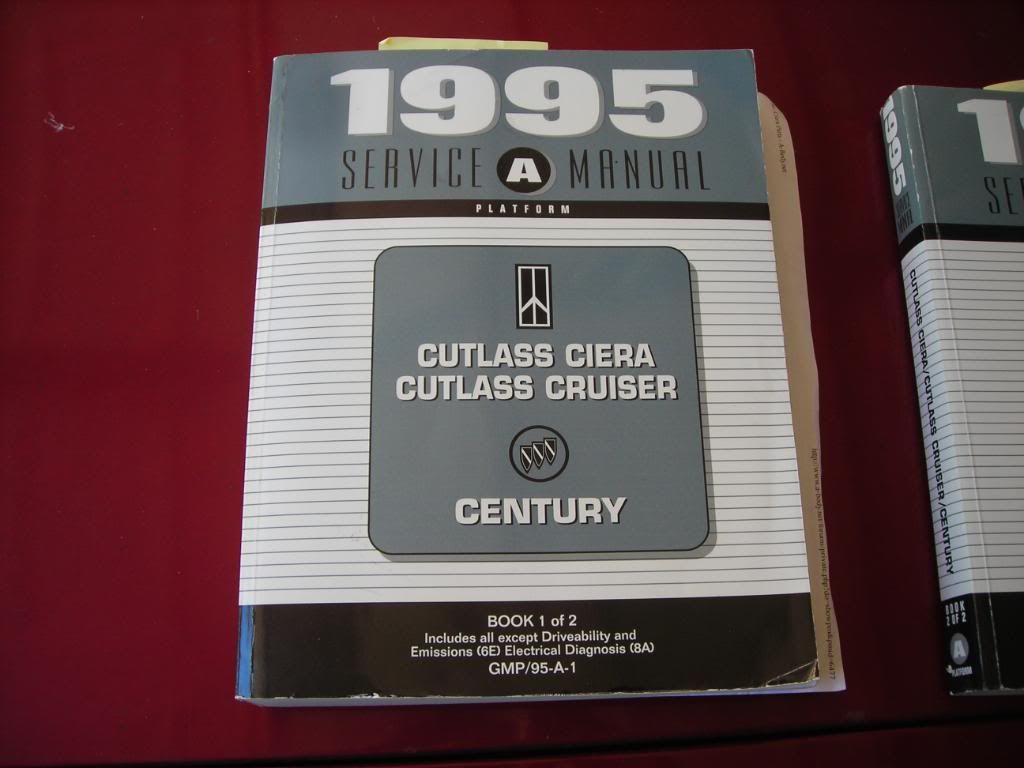 1995
SERVICE A MANUAL
PLATFORM
CUTLASS CIERA
CUTLASS CRUISER
CENTURY
BOOK 1 of 2
Includes all except Driveability and
Emissions (6E) Electrical Diagnosis (8A)
GMP/95-A-1
1995
CUTLASS CIERA/CUTLASS CRUISER/CENTURY
BOOK
2 OF 2
A
PLATFORM
19
SE